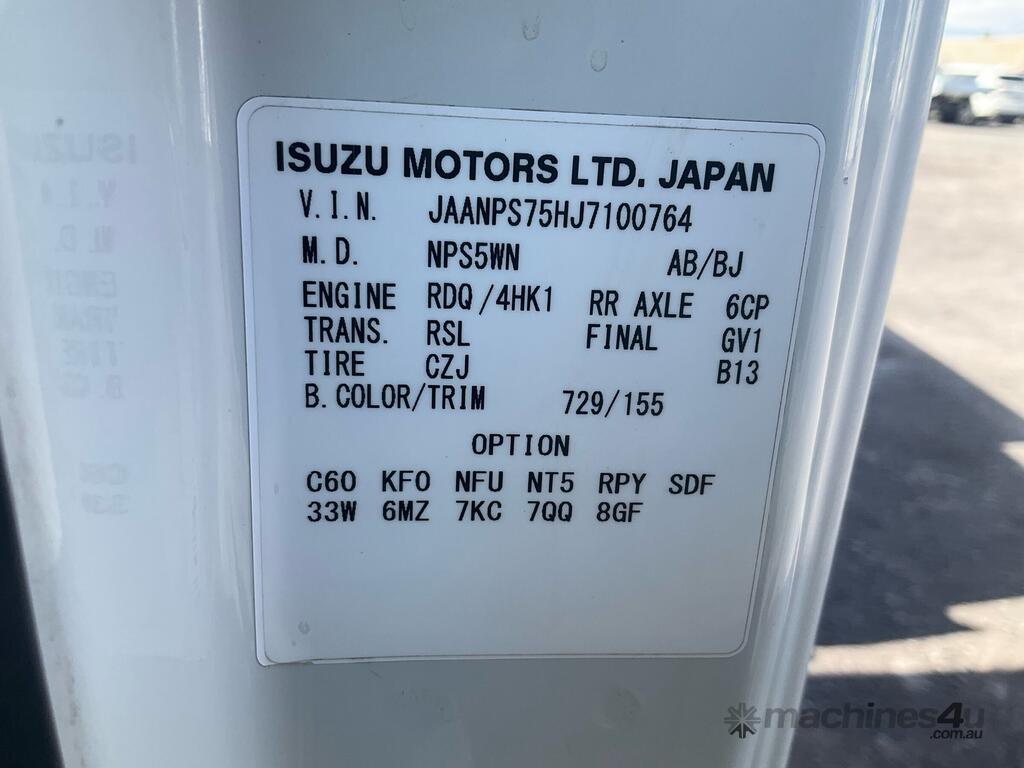 ISUZU MOTORS LTD. JAPAN
V.I.N. JAANPS75HJ7100764
M.D. NPS5WN AB/BJ
ENGINE RDQ/4HK1 RR AXLE 6CP
TRANS. RSL FINAL GV1
TIRE CZJ B13
B.COLOR/TRIM 729/155
OPTION
C60 KFO NFU NT5 RPY SDF
33W 6MZ 7KC 7QQ 8GF
machines4u
.com.au